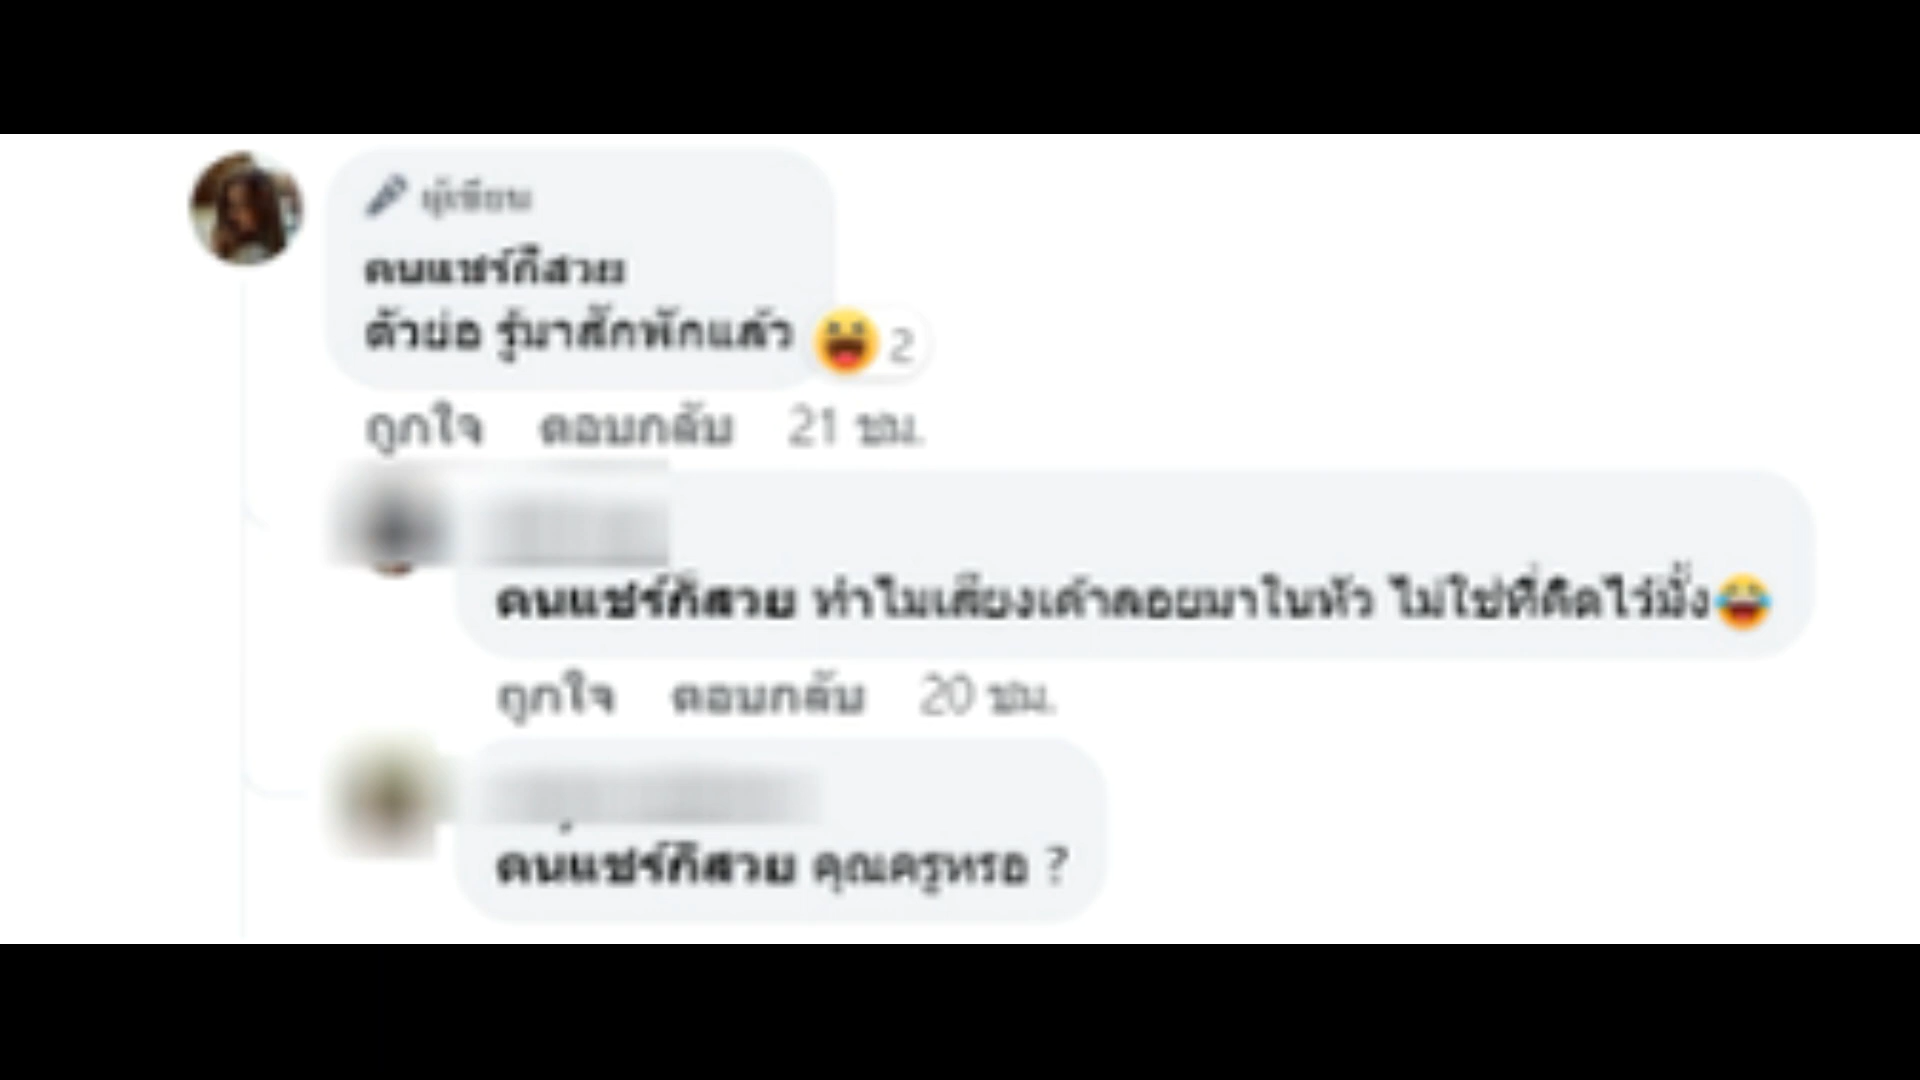 ผู้เขียน
คนแชร์ก็สวย
ตัวย่อ รู้มาสักพักแล้ว 2
ถูกใจ ตอบกลับ 21 ชม.
คนแชร์ก็สวย ทำไมเสียงเค้าลอยมาในหัว ไม่ใช่ที่คิดไว้มั้ง
ถูกใจ ตอบกลับ 20 ชม.
คนแชร์ก็สวย คุณครูหรอ ?